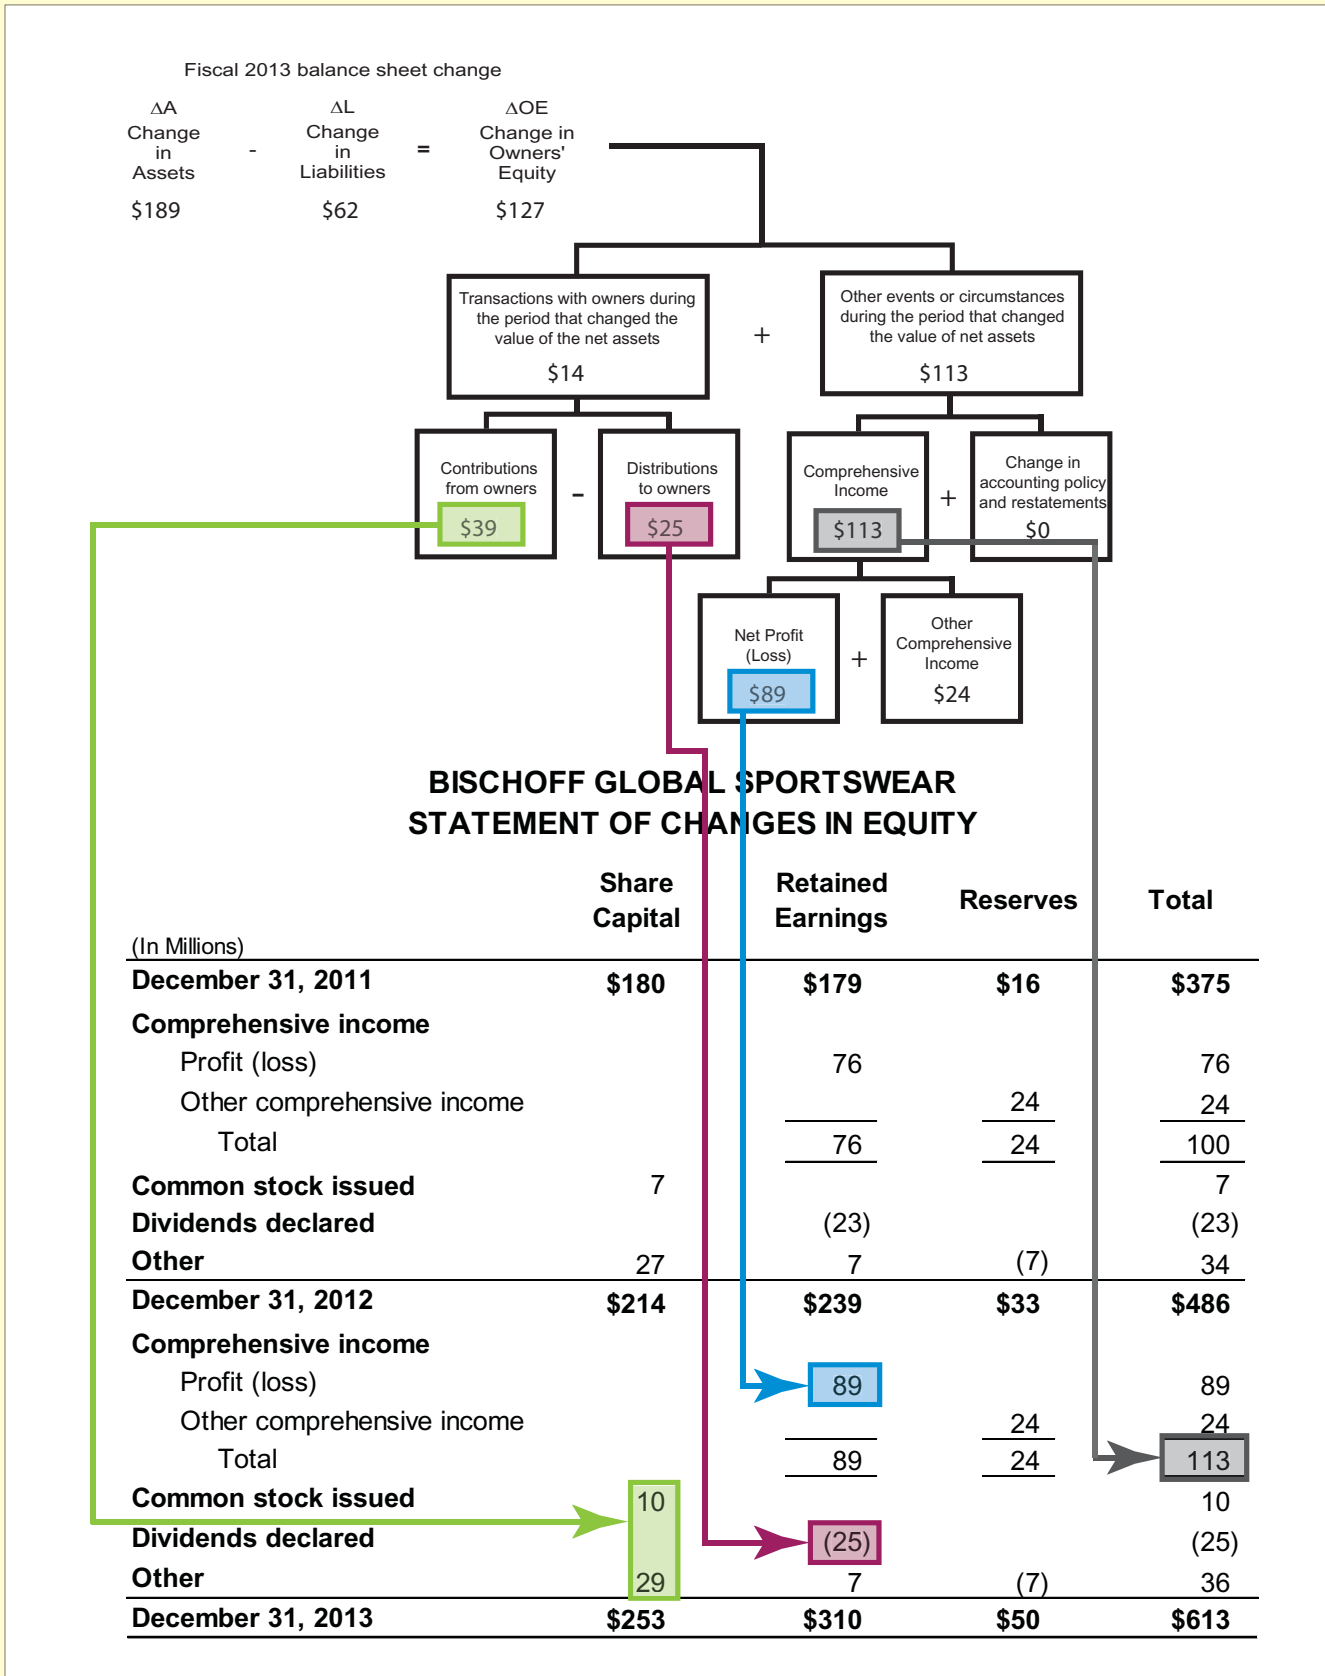 Fiscal 2013 balance sheet change
ΔA
Change
in
Assets
$189
-
ΔL
Change
in
Liabilities
$62
=
ΔOE
Change in
Owners'
Equity
$127
Transactions with owners during
the period that changed the
value of the net assets
$14
+
Other events or circumstances
during the period that changed
the value of net assets
$113
Contributions
from owners
$39
-
Distributions
to owners
$25
Comprehensive
Income
$113
+
Change in
accounting policy
and restatements
$0
Net Profit
(Loss)
$89
+
Other
Comprehensive
Income
$24
BISCHOFF GLOBAL SPORTSWEAR
STATEMENT OF CHANGES IN EQUITY
(In Millions) Share Capital Retained Earnings Reserves Total
December 31, 2011 $180 $179 $16 $375
Comprehensive income
Profit (loss) 76 76
Other comprehensive income 24 24
Total 76 24 100
Common stock issued 7 7
Dividends declared (23) (23)
Other 27 7 (7) 34
December 31, 2012 $214 $239 $33 $486
Comprehensive income
Profit (loss) 89 89
Other comprehensive income 24 24
Total 89 24 113
Common stock issued 10 10
Dividends declared (25) (25)
Other 29 7 (7) 36
December 31, 2013 $253 $310 $50 $613